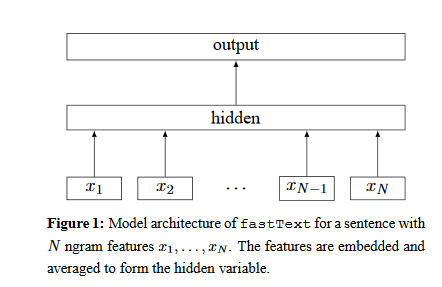 output
hidden
x1 x2 ... xN−1 xN
Figure 1: Model architecture of fastText for a sentence with
N ngram features x1, . . . , xN. The features are embedded and
averaged to form the hidden variable.